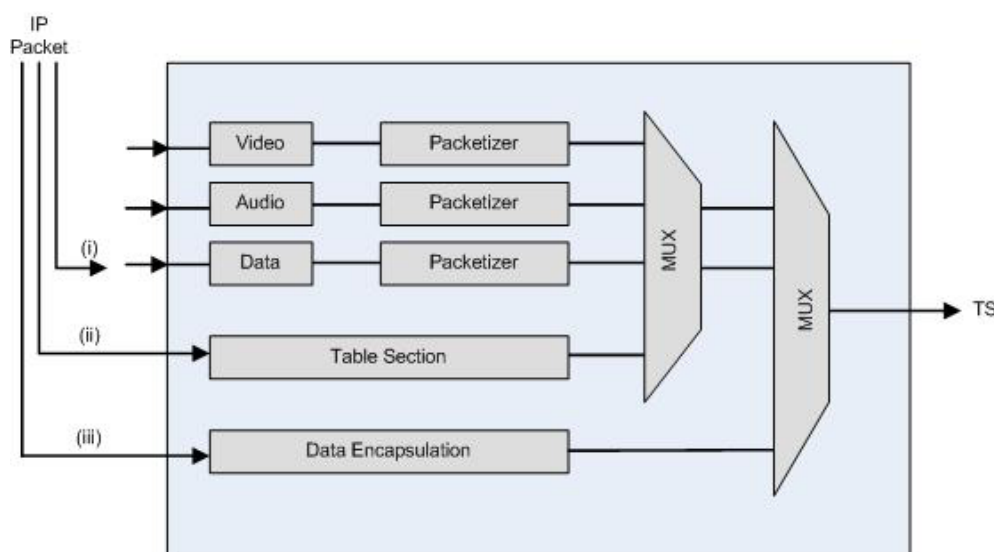 IP
Packet
Video
Packetizer
Audio
Packetizer
(i)
Data
Packetizer
MUX
MUX
TS
(ii)
Table Section
(iii)
Data Encapsulation